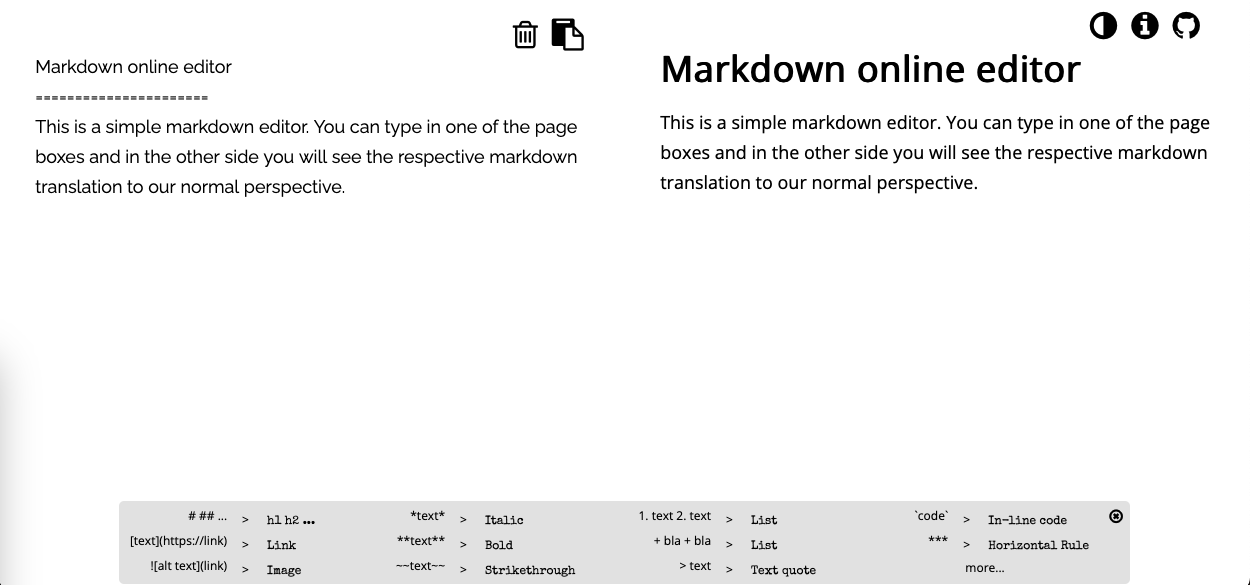 Markdown online editor
======================
This is a simple markdown editor. You can type in one of the page
boxes and in the other side you will see the respective markdown
translation to our normal perspective.
Markdown online editor
This is a simple markdown editor. You can type in one of the page
boxes and in the other side you will see the respective markdown
translation to our normal perspective.
# ## ... > h1 h2 ... *text* > Italic 1. text 2. text > List `code` > In-line code
[text](https://link) > Link **text** > Bold + bla + bla > List *** > Horizontal Rule
![alt text](link) > Image ~~text~~ > Strikethrough > text > Text quote more...